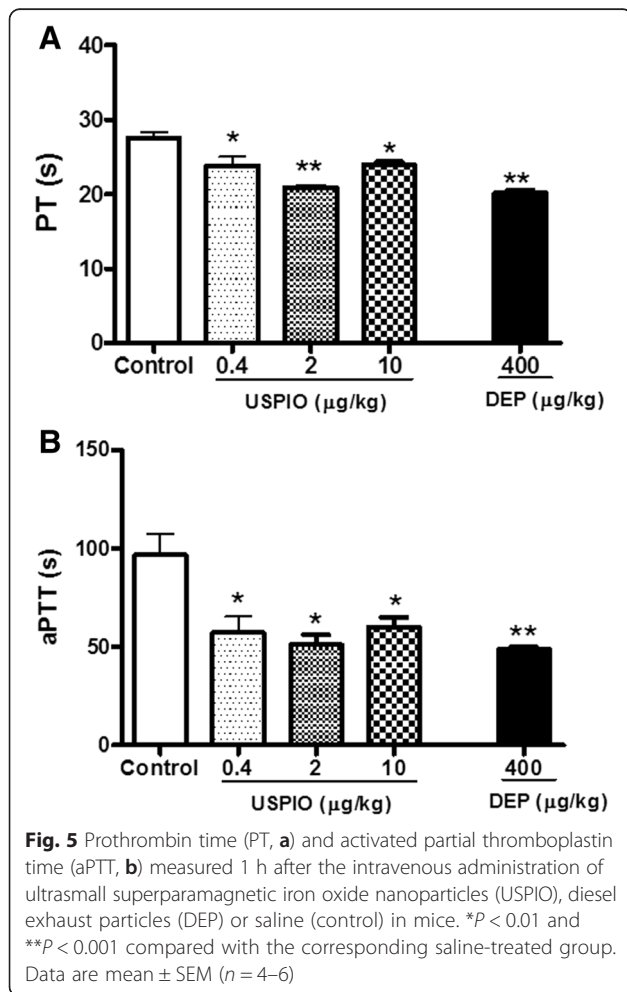 A
40
30
20
10
0
PT (s)
*
**
*
**
Control
0.4
2
10
400
USPIO (µg/kg)
DEP (µg/kg)
B
150
100
50
0
aPTT (s)
*
*
*
**
Control
0.4
2
10
400
USPIO (µg/kg)
DEP (µg/kg)
Fig. 5 Prothrombin time (PT, a) and activated partial thromboplastin
time (aPTT, b) measured 1 h after the intravenous administration of
ultrasmall superparamagnetic iron oxide nanoparticles (USPIO), diesel
exhaust particles (DEP) or saline (control) in mice. *P < 0.01 and
**P < 0.001 compared with the corresponding saline-treated group.
Data are mean ± SEM (n = 4–6)